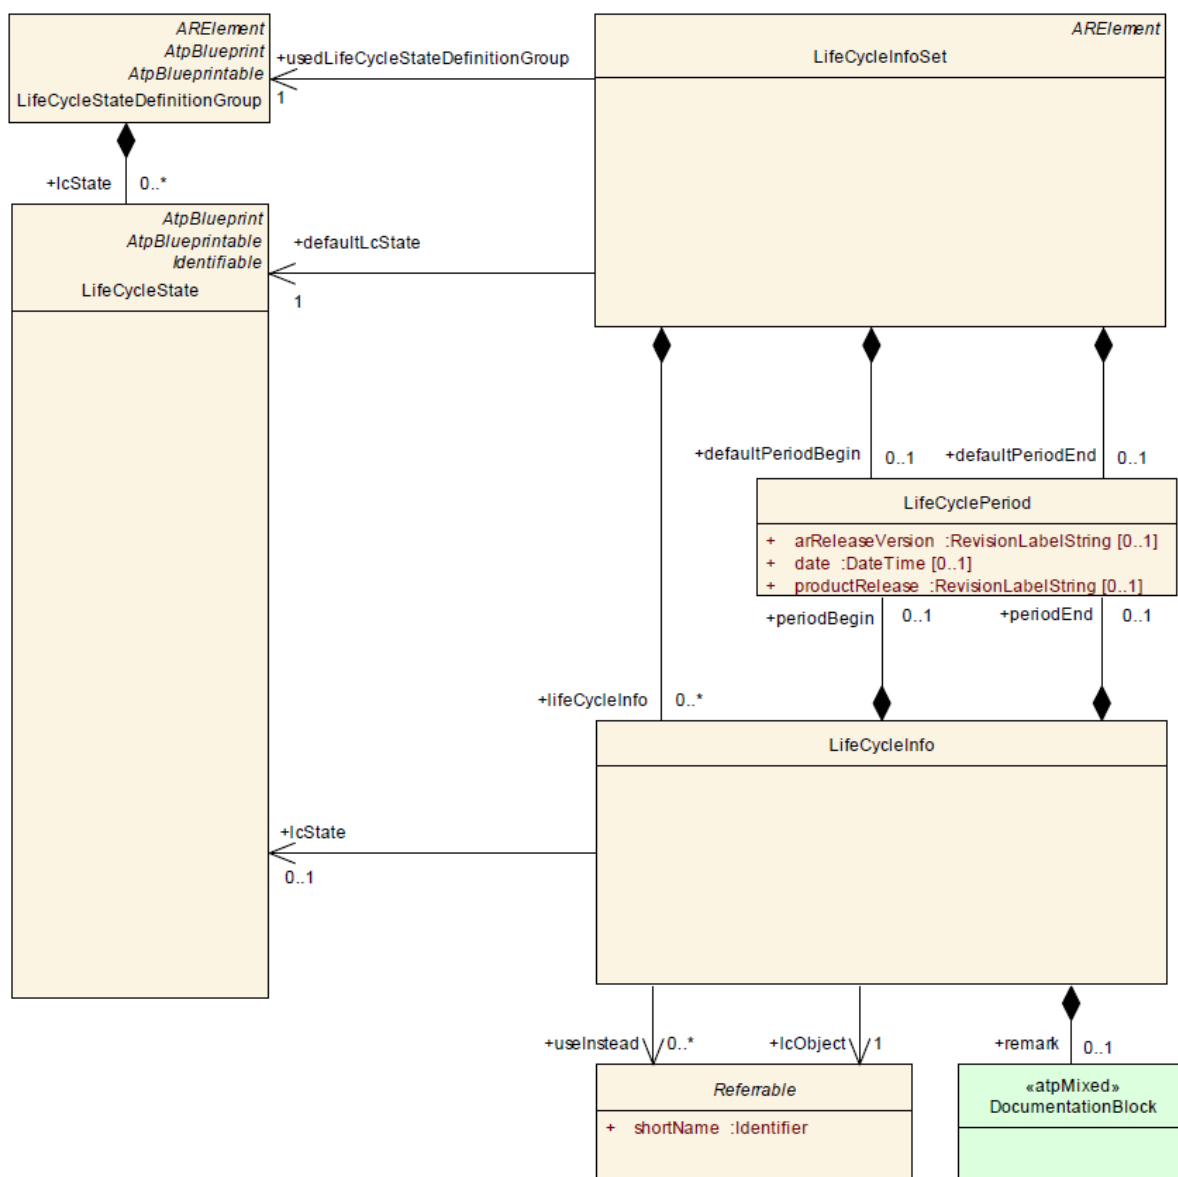 ARElement
AtpBlueprint
AtpBlueprintable
LifeCycleStateDefinitionGroup
+usedLifeCycleStateDefinitionGroup
1
ARElement
LifeCycleInfoSet
+lcState
0..*
AtpBlueprint
AtpBlueprintable
Identifiable
LifeCycleState
+defaultLcState
1
+defaultPeriodBegin
0..1
+defaultPeriodEnd
0..1
LifeCyclePeriod
+ arReleaseVersion :RevisionLabelString [0..1]
+ date :DateTime [0..1]
+ productRelease :RevisionLabelString [0..1]
+periodBegin
0..1
+periodEnd
0..1
+lifeCycleInfo
0..*
LifeCycleInfo
+lcState
0..1
+useInstead
0..*
+lcObject
1
+remark
0..1
Referrable
+ shortName :Identifier
«atpMixed»
DocumentationBlock